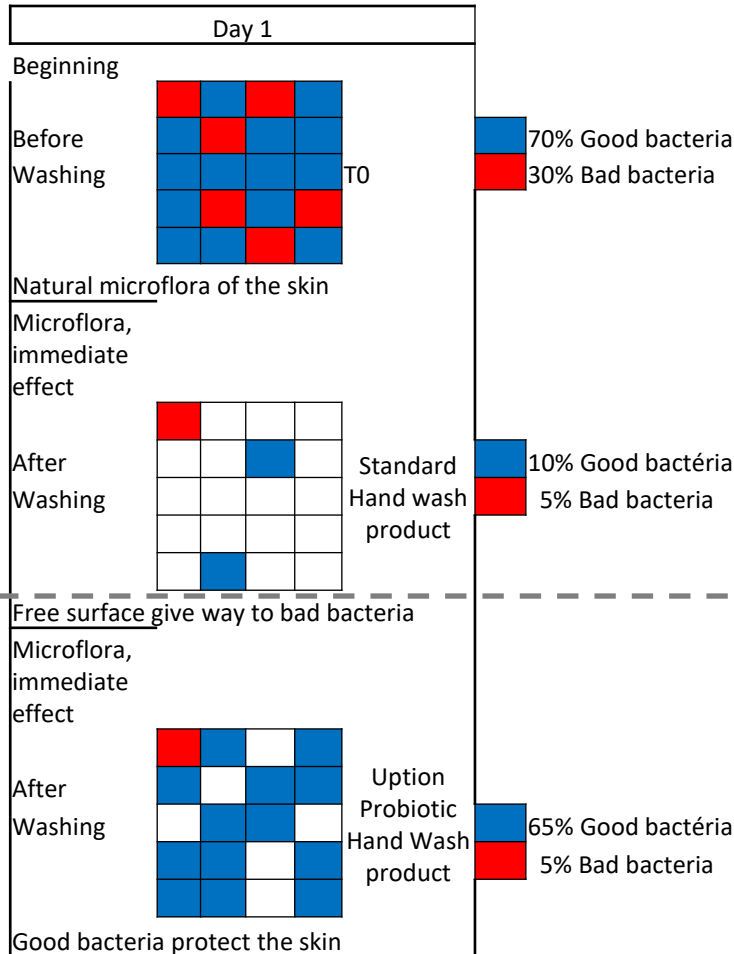 Day 1
Beginning
Before
Washing
T0
70% Good bacteria
30% Bad bacteria
Natural microflora of the skin
Microflora,
immediate
effect
After
Washing
Standard
Hand wash
product
10% Good bactéria
5% Bad bacteria
Free surface give way to bad bacteria
Microflora,
immediate
effect
After
Washing
Uption
Probiotic
Hand Wash
product
65% Good bactéria
5% Bad bacteria
Good bacteria protect the skin